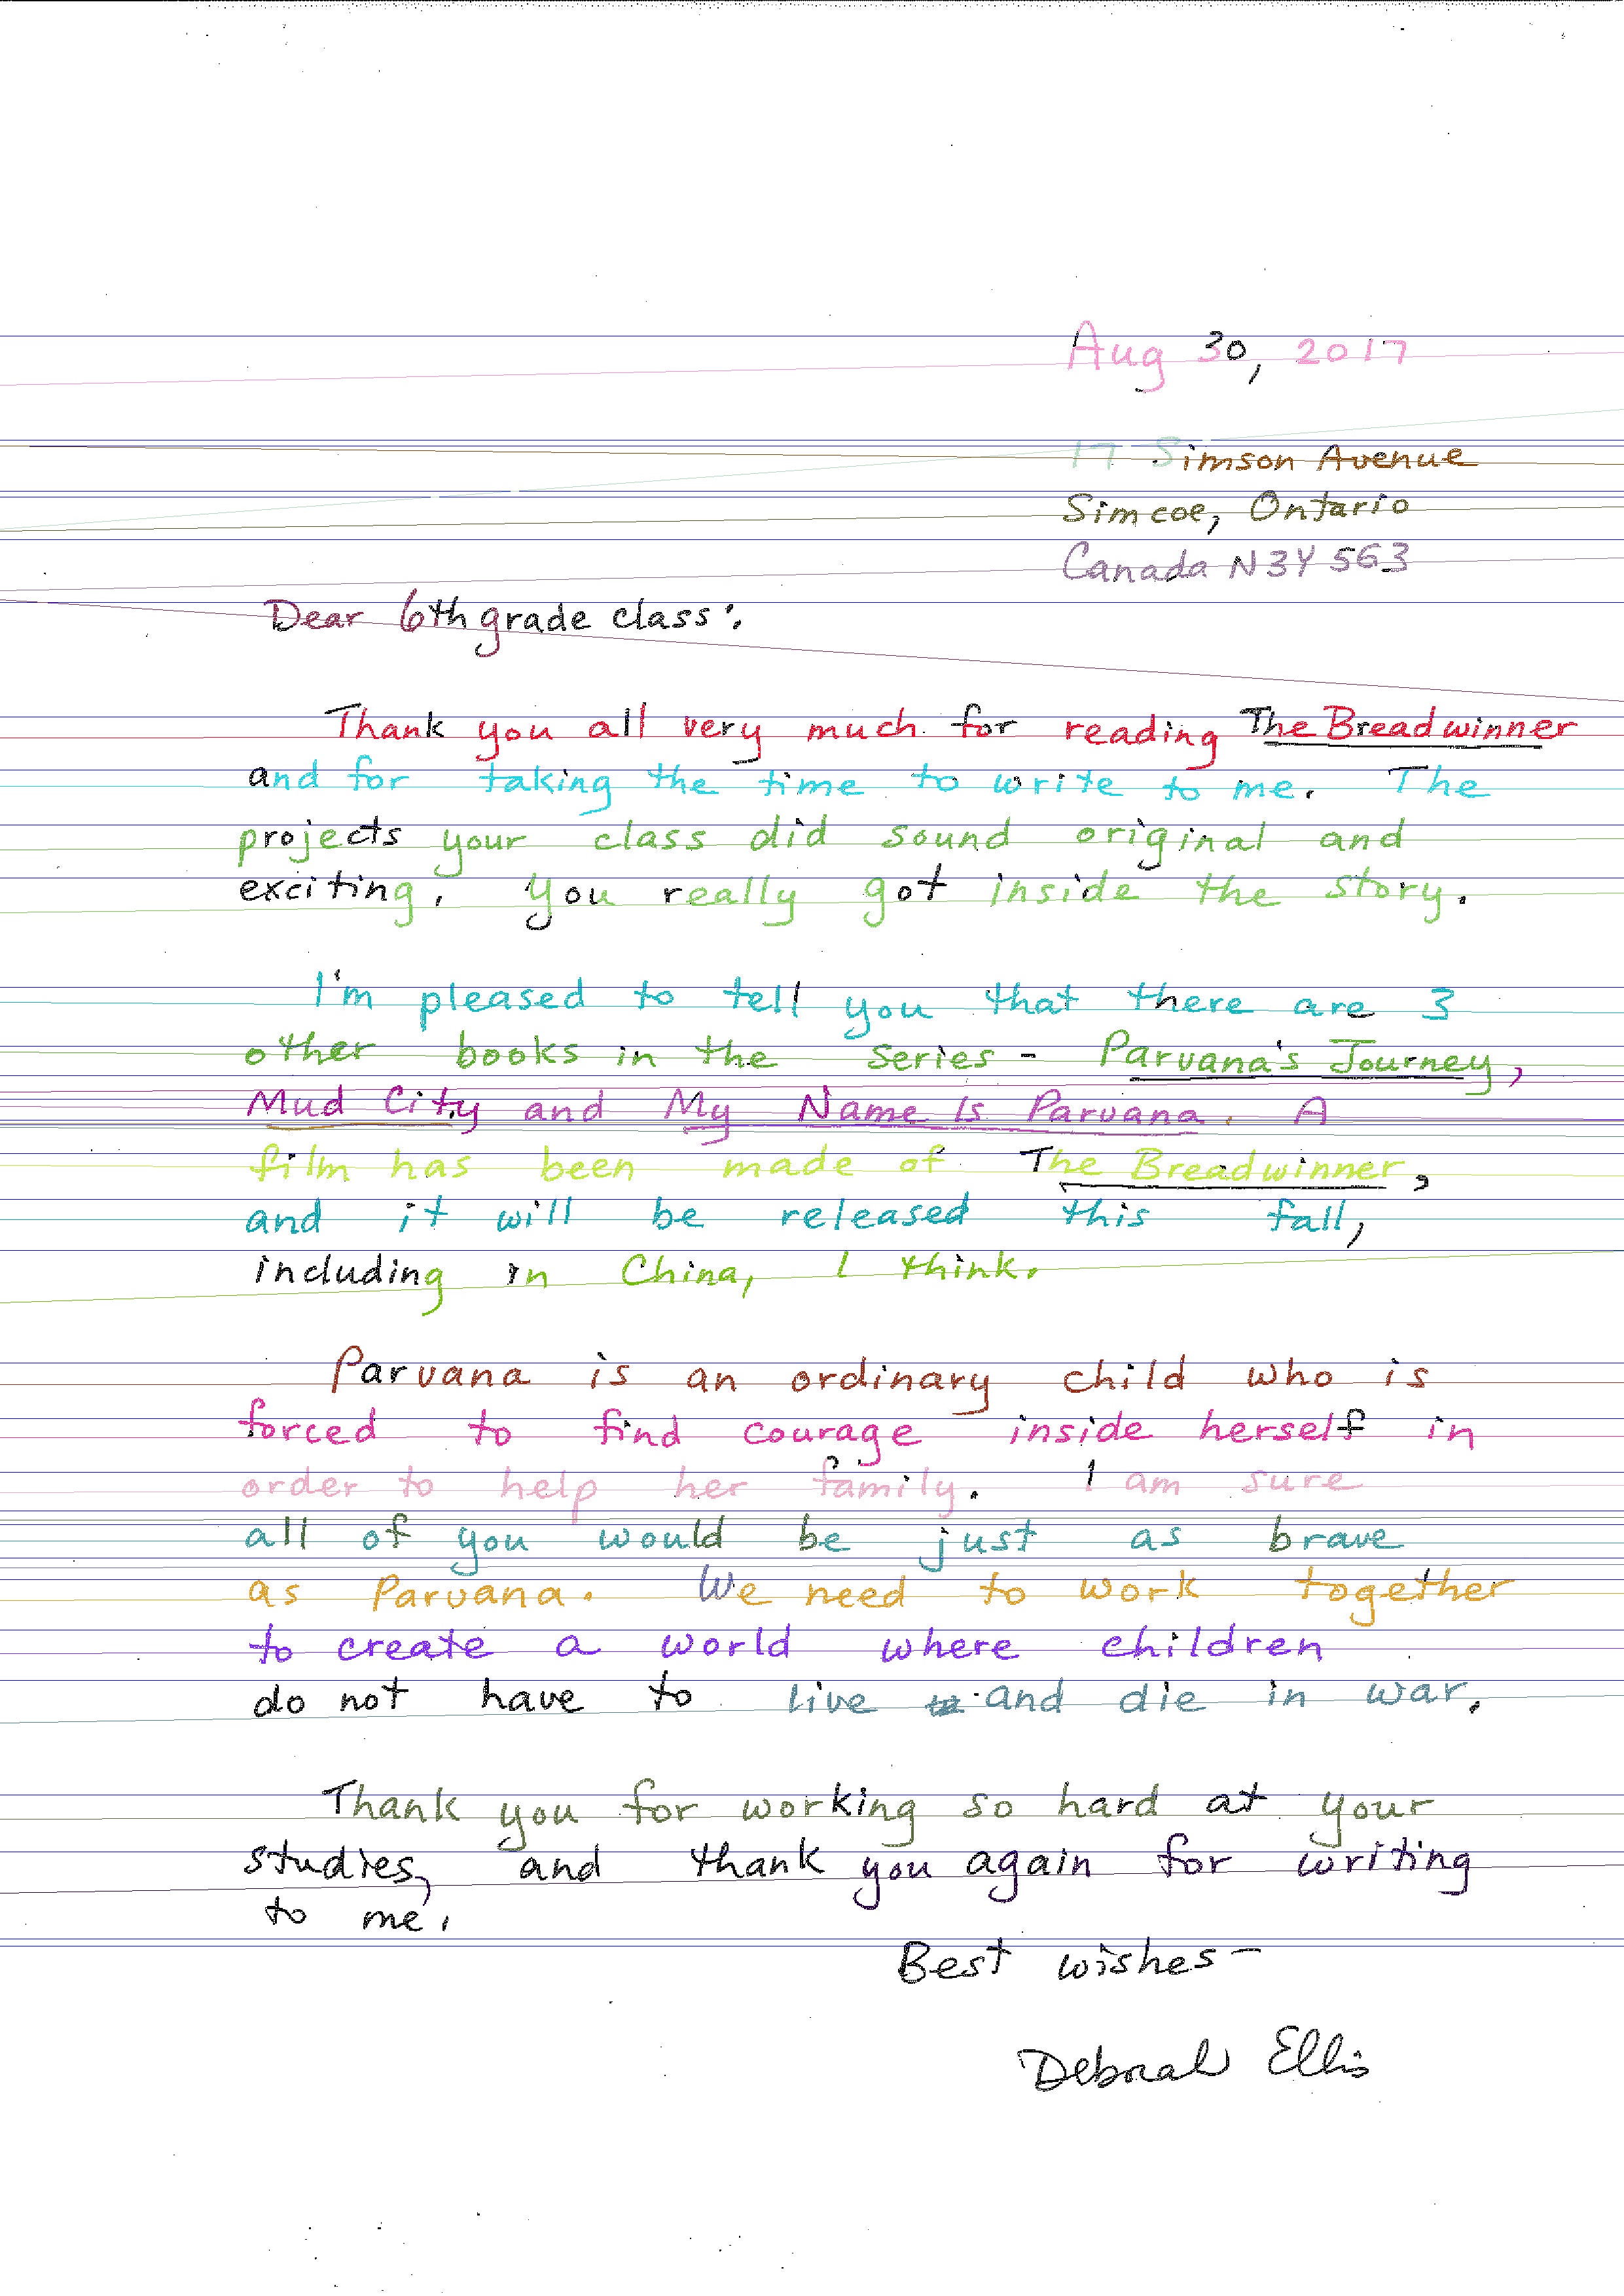 Aug 30, 2017
17 Simson Avenue
Simcoe, Ontario
Canada N3Y 5G3
Dear 6th grade class:
Thank you all very much for reading The Breadwinner
and for taking the time to write to me. The
projects your class did sound original and
exciting. You really got inside the story.
I'm pleased to tell you that there are 3
other books in the series - Parvana's Journey,
Mud City and My Name Is Parvana. A
film has been made of The Breadwinner,
and it will be released this fall,
including in China, I think.
Parvana is an ordinary child who is
forced to find courage inside herself in
order to help her family. I am sure
all of you would be just as brave
as Parvana. We need to work together
to create a world where children
do not have to live and die in war.
Thank you for working so hard at your
studies, and thank you again for writing
to me.
Best wishes -
Deborah Ellis